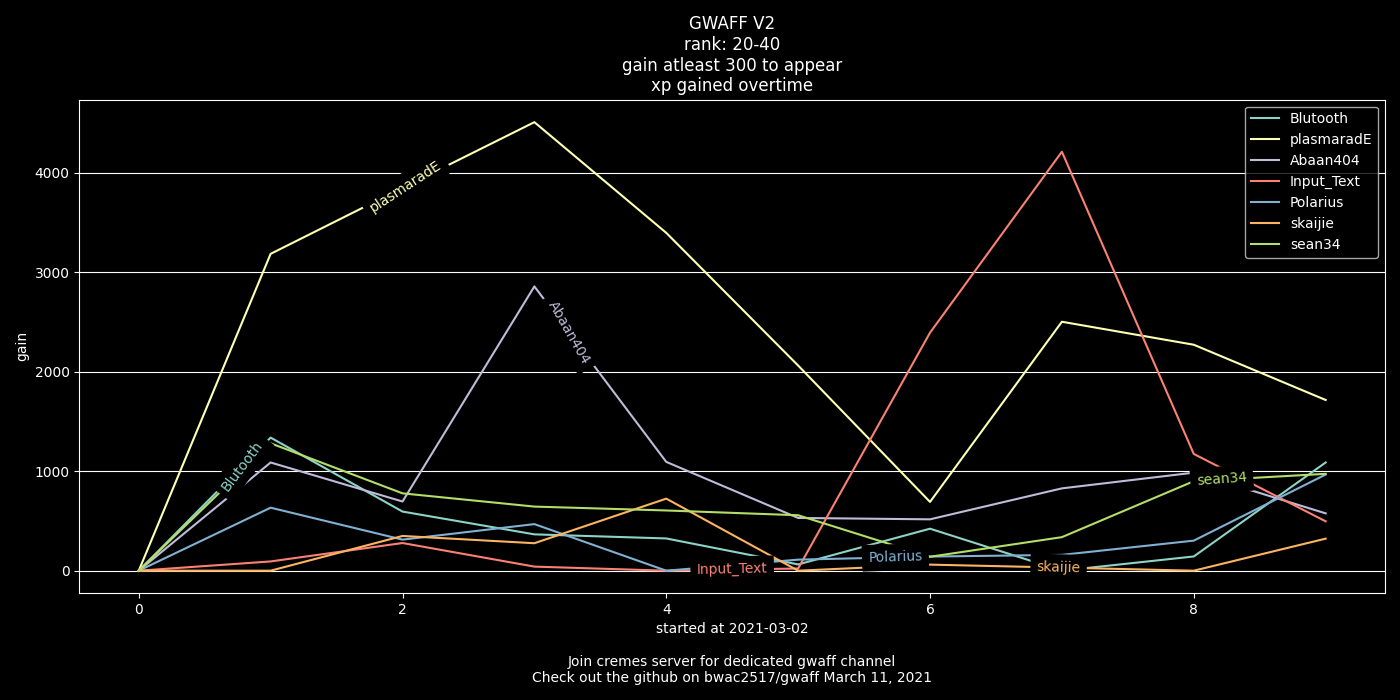 GWAFF V2
rank: 20-40
gain atleast 300 to appear
xp gained overtime
Blutooth
plasmaradE
Abaan404
Input_Text
Polarius
skaijie
sean34
plasmaradE
Abaan404
Blutooth
sean34
Polarius
Input_Text
skaijie
gain
4000
3000
2000
1000
0
0 2 4 6 8
started at 2021-03-02
Join cremes server for dedicated gwaff channel
Check out the github on bwac2517/gwaff March 11, 2021